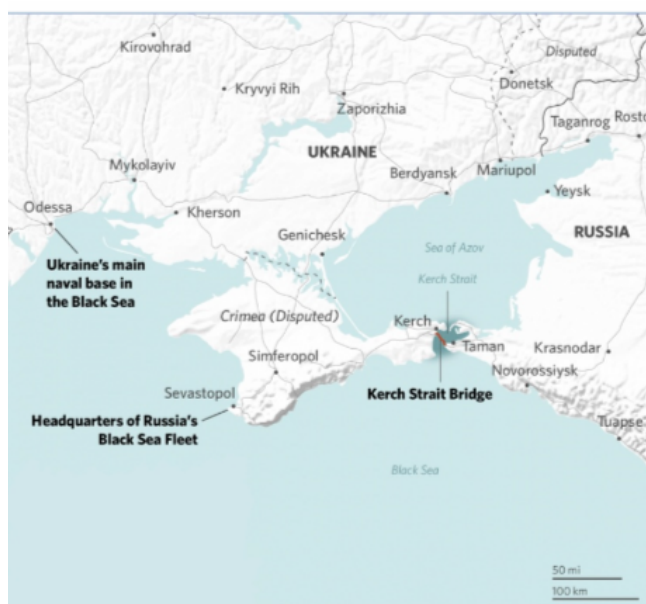 Kirovohrad
Disputed
Donetsk
Kryvyi Rih
Zaporizhia
Taganrog
Rosto
UKRAINE
Mykolayiv
Mariupol
Berdyansk
Yeysk
Odessa
Kherson
RUSSIA
Genichesk
Sea of Azov
Ukraine's main
naval base in
the Black Sea
Kerch Strait
Crimea (Disputed)
Kerch
Taman
Simferopol
Krasnodar
Novorossiysk
Sevastopol
Kerch Strait Bridge
Headquarters of Russia's
Black Sea Fleet
Tuapse
Black Sea
50 mi
100 km